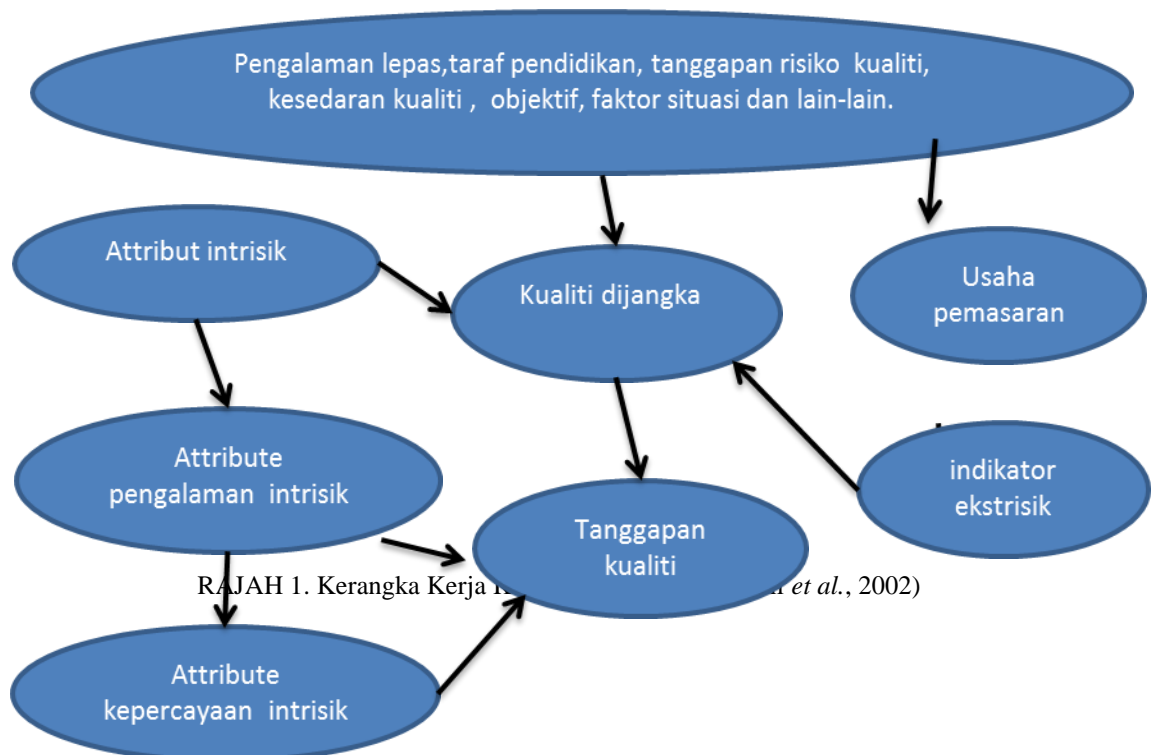 Pengalaman lepas,taraf pendidikan, tanggapan risiko kualiti,
kesedaran kualiti , objektif, faktor situasi dan lain-lain.
Attribut intrisik
Kualiti dijangka
Usaha
pemasaran
Attribute
pengalaman intrisik
indikator
ekstrisik
Tanggapan
kualiti
RAJAH 1. Kerangka Kerja et al., 2002)
Attribute
kepercayaan intrisik